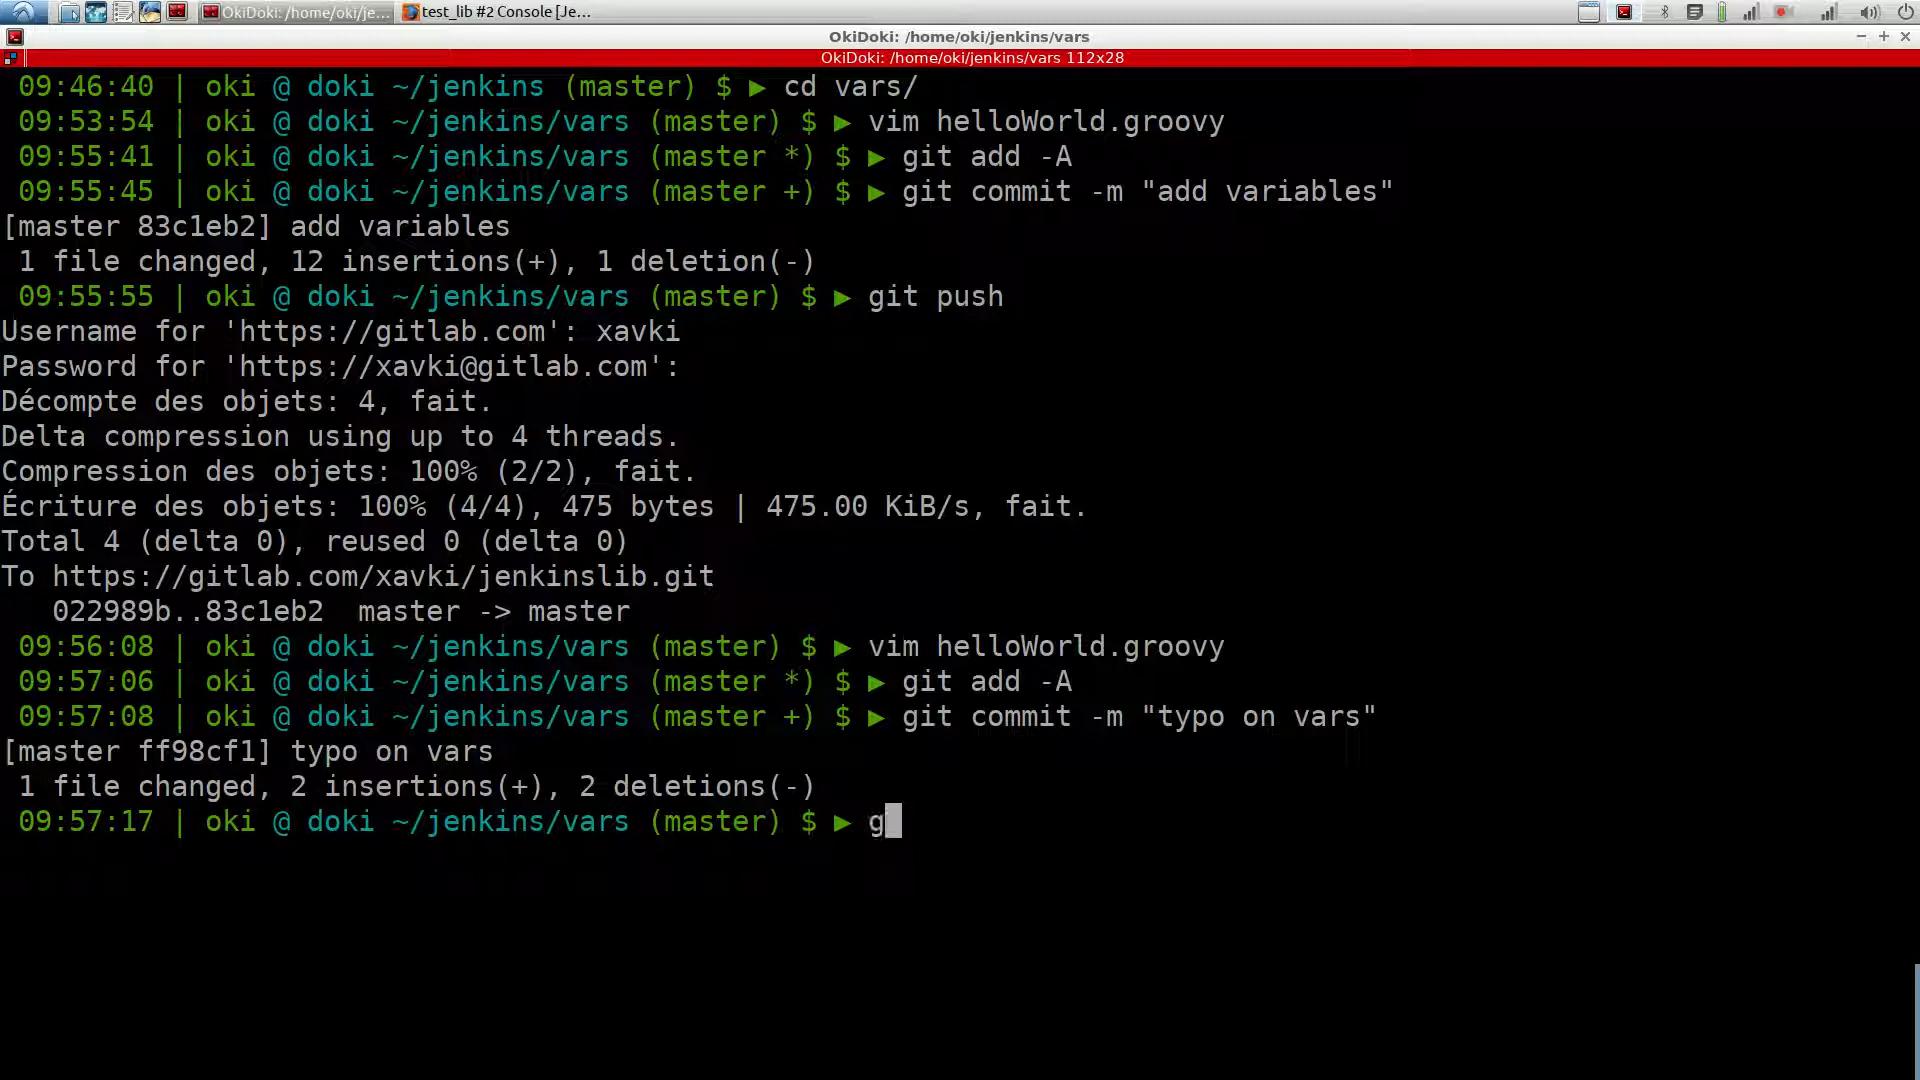 OkiDoki: /home/oki/je...
test_lib #2 Console [Je...
OkiDoki: /home/oki/jenkins/vars
OkiDoki: /home/oki/jenkins/vars 112x28
09:46:40 | oki @ doki ~/jenkins (master) $ ▶ cd vars/
09:53:54 | oki @ doki ~/jenkins/vars (master) $ ▶ vim helloWorld.groovy
09:55:41 | oki @ doki ~/jenkins/vars (master *) $ ▶ git add -A
09:55:45 | oki @ doki ~/jenkins/vars (master +) $ ▶ git commit -m "add variables"
[master 83c1eb2] add variables
1 file changed, 12 insertions(+), 1 deletion(-)
09:55:55 | oki @ doki ~/jenkins/vars (master) $ ▶ git push
Username for 'https://gitlab.com': xavki
Password for 'https://xavki@gitlab.com':
Décompte des objets: 4, fait.
Delta compression using up to 4 threads.
Compression des objets: 100% (2/2), fait.
Écriture des objets: 100% (4/4), 475 bytes | 475.00 KiB/s, fait.
Total 4 (delta 0), reused 0 (delta 0)
To https://gitlab.com/xavki/jenkinslib.git
022989b..83c1eb2  master -> master
09:56:08 | oki @ doki ~/jenkins/vars (master) $ ▶ vim helloWorld.groovy
09:57:06 | oki @ doki ~/jenkins/vars (master *) $ ▶ git add -A
09:57:08 | oki @ doki ~/jenkins/vars (master +) $ ▶ git commit -m "typo on vars"
[master ff98cf1] typo on vars
1 file changed, 2 insertions(+), 2 deletions(-)
09:57:17 | oki @ doki ~/jenkins/vars (master) $ ▶ g